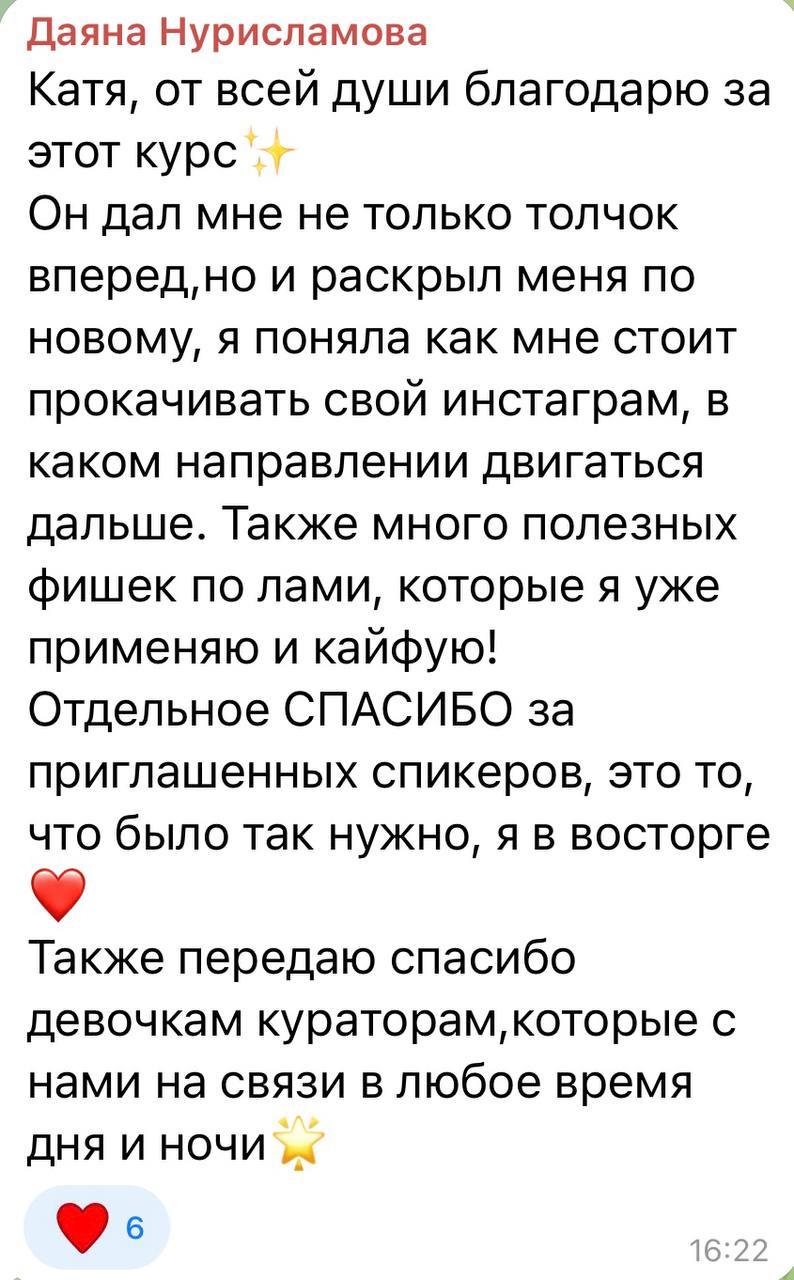 Даяна Нурисламова
Катя, от всей души благодарю за
этот курс✨
Он дал мне не только толчок
вперед,но и раскрыл меня по
новому, я поняла как мне стоит
прокачивать свой инстаграм, в
каком направлении двигаться
дальше. Также много полезных
фишек по лами, которые я уже
применяю и кайфую!
Отдельное СПАСИБО за
приглашенных спикеров, это то,
что было так нужно, я в восторге
❤️
Также передаю спасибо
девочкам кураторам,которые с
нами на связи в любое время
дня и ночи🌟
❤️ 6
16:22